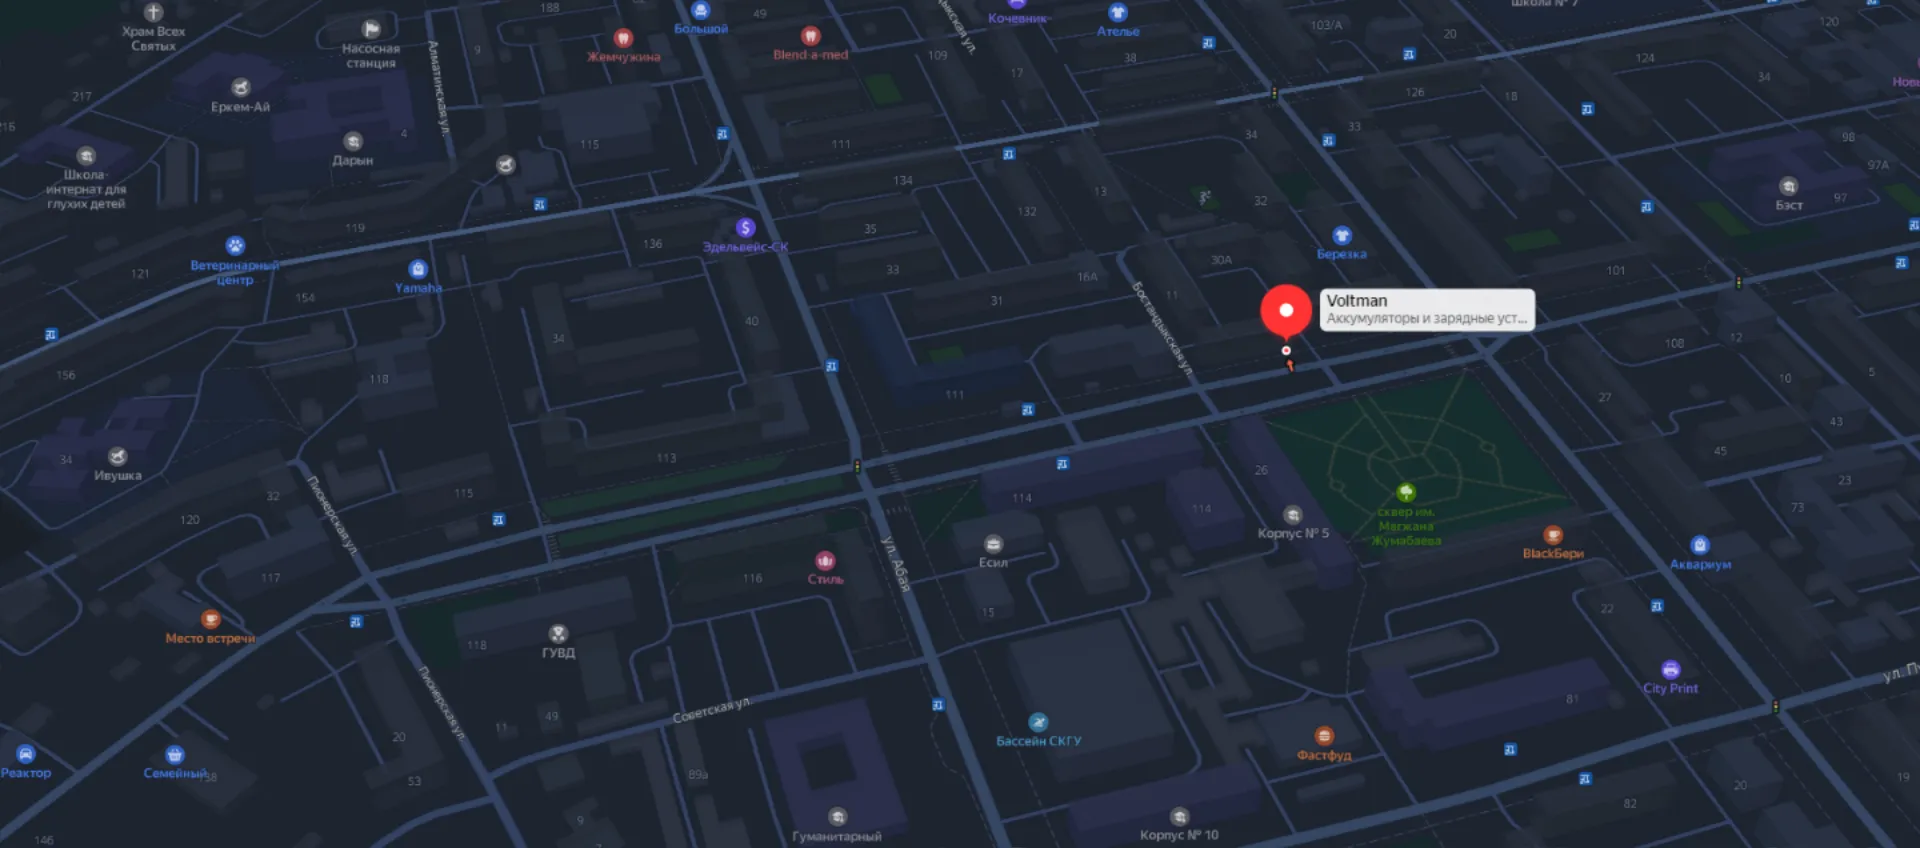 Храм Всех
Святых
Насосная
станция
Алматинская ул.
9
188
Жемчужина
Большой
49
Blend-a-med
109
Кочевник
17
Ателье
38
103/А
20
Школа № 7
120
124
34
126
18
Новы
217
Еркем-Ай
4
Дарын
Школа-
интернат для
глухих детей
115
111
134
13
34
33
32
98
97А
97
Бэст
119
Ветеринарный
центр
121
154
Yamaha
136
Эдельвейс-СК
35
132
33
31
16А
30А
11
Березка
101
Voltman
Аккумуляторы и зарядные уст...
Бостандыкская ул.
156
118
34
40
111
108
12
10
5
27
43
45
23
73
34
Ивушка
32
120
115
113
Пионерская ул.
114
114
26
Корпус № 5
сквер им.
Магжана
Жумабаева
BlackБери
Аквариум
117
Место встречи
118
ГУВД
116
Стиль
ул. Абая
Есил
15
22
City Print
81
Пионерская ул.
11
49
Советская ул.
Бассейн СКГУ
Фастфуд
Реактор
Семейный
20
53
89а
9
Гуманитарный
Корпус № 10
82
20
19
146